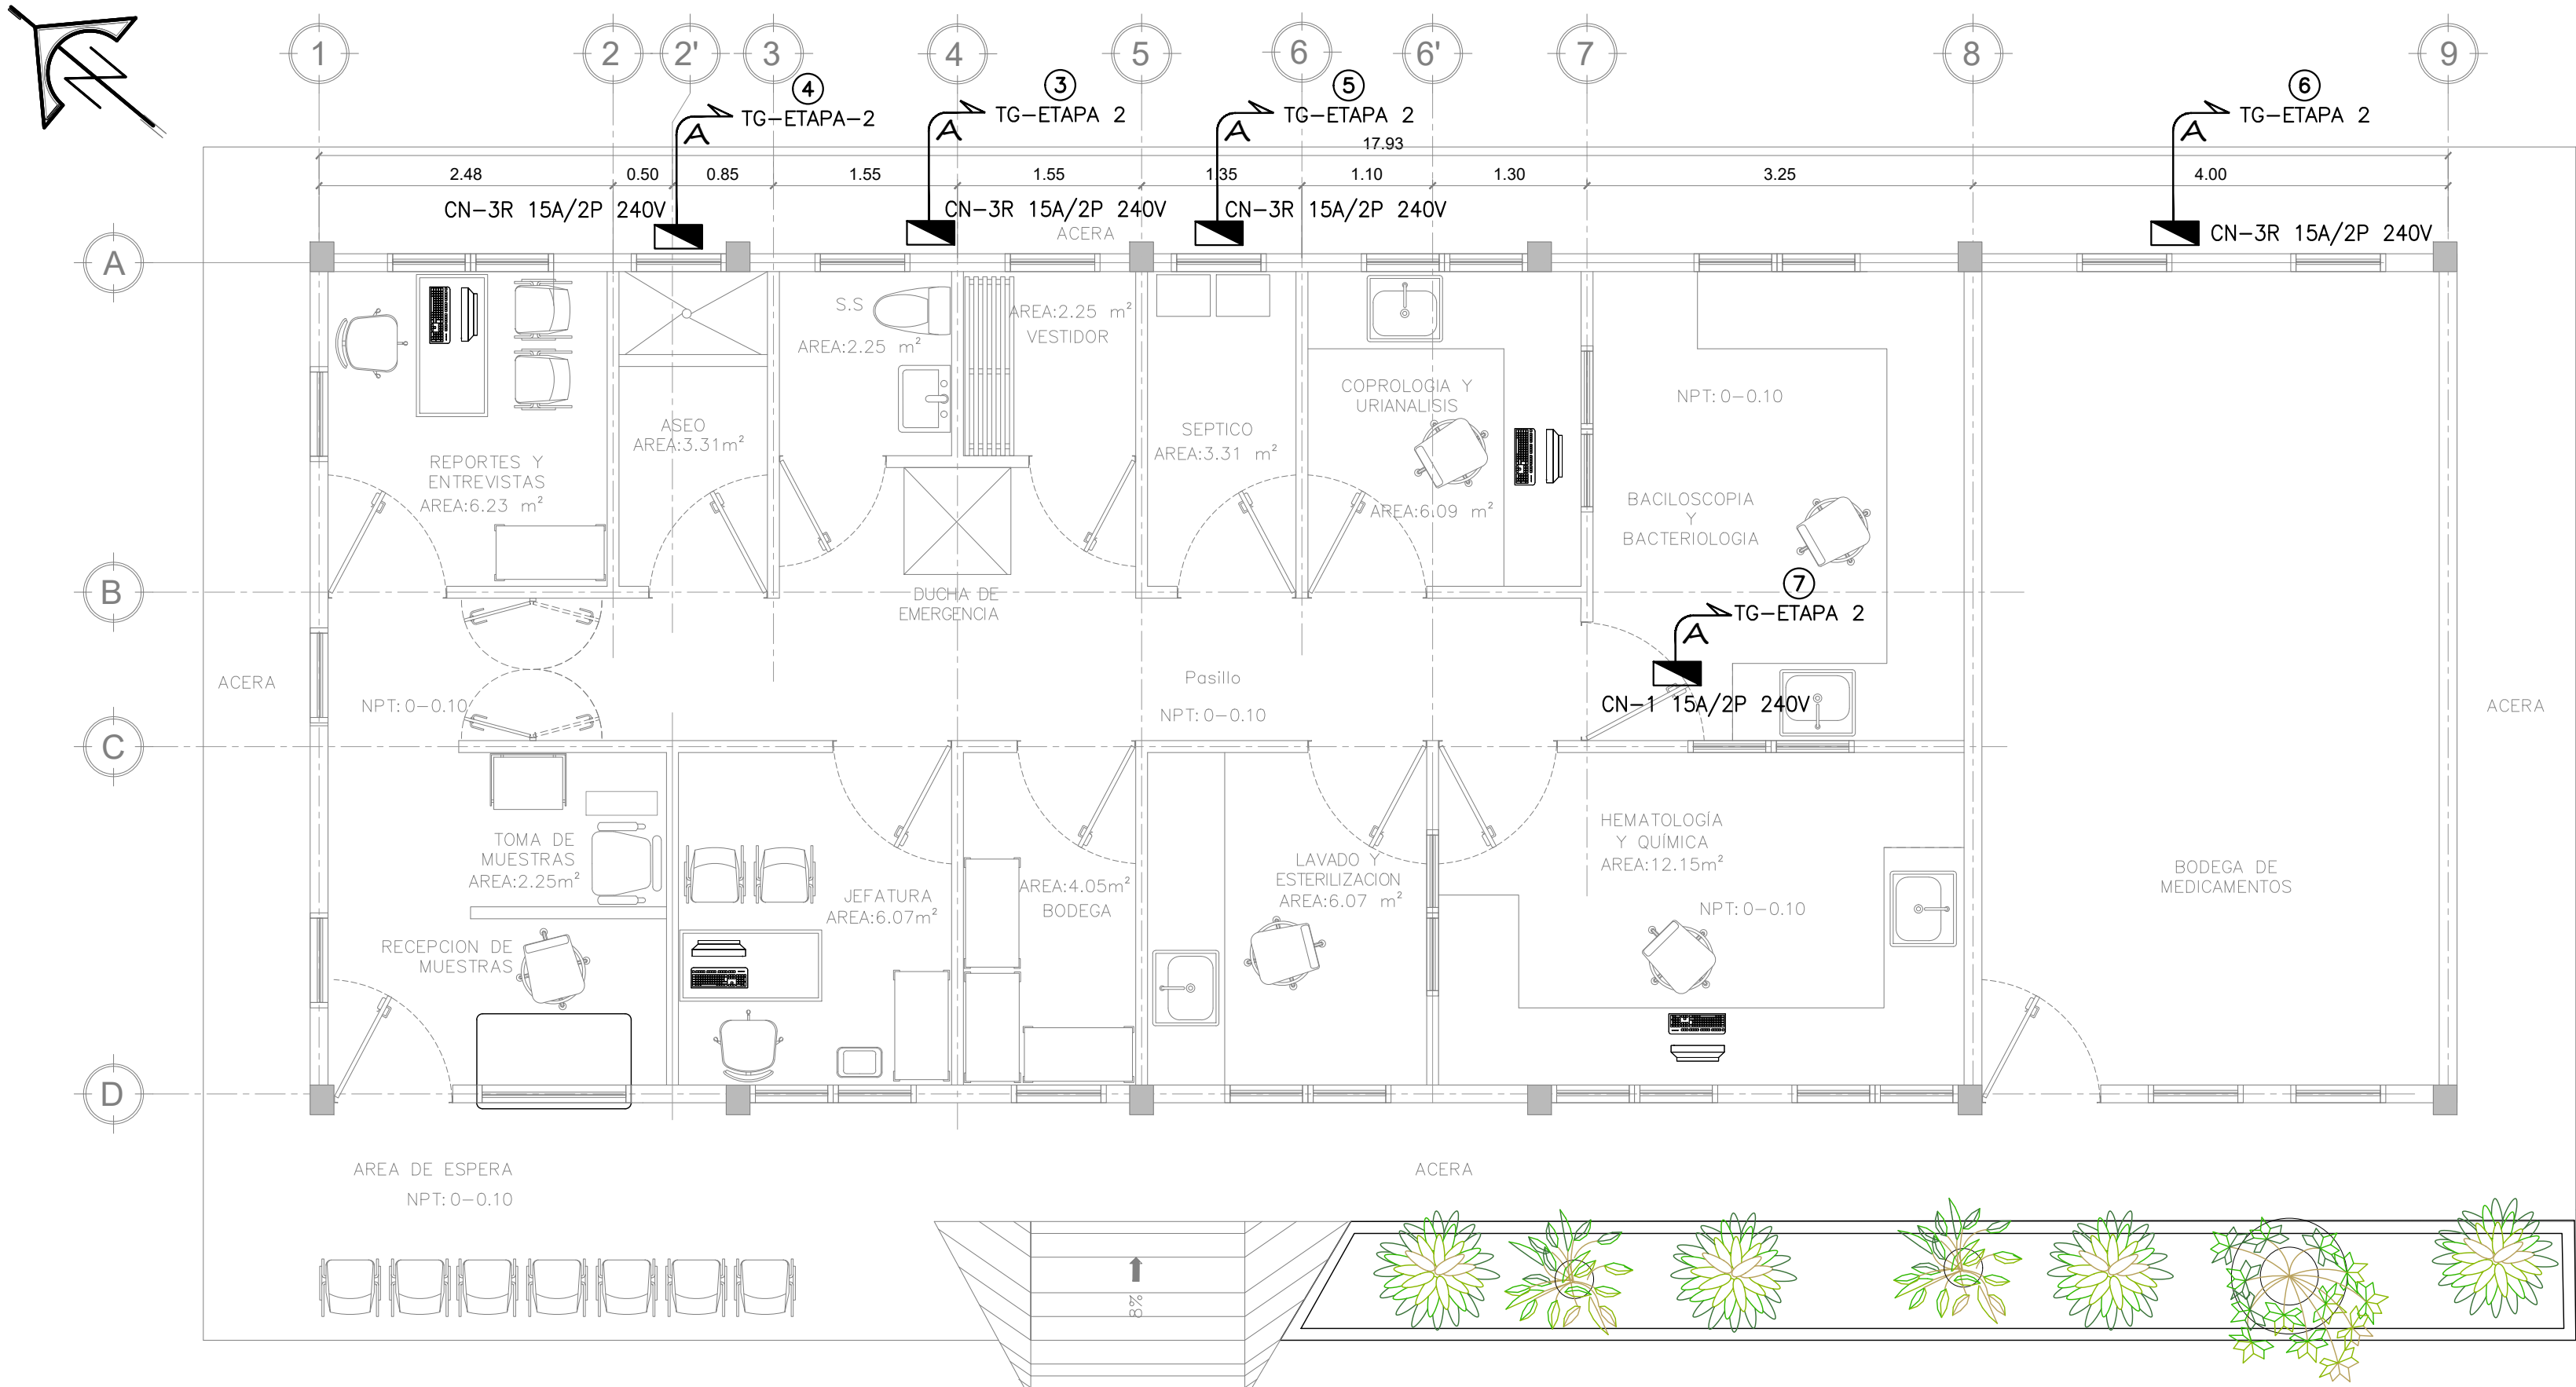 1
2
2'
3
4
5
6
6'
7
8
9
4
TG-ETAPA-2
A
3
TG-ETAPA 2
A
5
TG-ETAPA 2
A
6
TG-ETAPA 2
A
17.93
2.48
0.50
0.85
1.55
1.55
1.35
1.10
1.30
3.25
4.00
CN-3R 15A/2P 240V
CN-3R 15A/2P 240V
CN-3R 15A/2P 240V
CN-3R 15A/2P 240V
ACERA
A
B
C
D
S.S
AREA:2.25 m²
AREA:2.25 m²
VESTIDOR
ASEO
AREA:3.31m²
SEPTICO
AREA:3.31 m²
COPROLOGIA Y
URIANALISIS
AREA:6.09 m²
NPT:0-0.10
REPORTES Y
ENTREVISTAS
AREA:6.23 m²
BACILOSCOPIA
Y
BACTERIOLOGIA
DUCHA DE
EMERGENCIA
7
TG-ETAPA 2
A
CN-1 15A/2P 240V
ACERA
NPT:0-0.10
Pasillo
NPT:0-0.10
ACERA
TOMA DE
MUESTRAS
AREA:2.25m²
RECEPCION DE
MUESTRAS
JEFATURA
AREA:6.07m²
AREA:4.05m²
BODEGA
LAVADO Y
ESTERILIZACION
AREA:6.07 m²
HEMATOLOGÍA
Y QUÍMICA
AREA:12.15m²
NPT:0-0.10
BODEGA DE
MEDICAMENTOS
AREA DE ESPERA
NPT:0-0.10
ACERA
8%